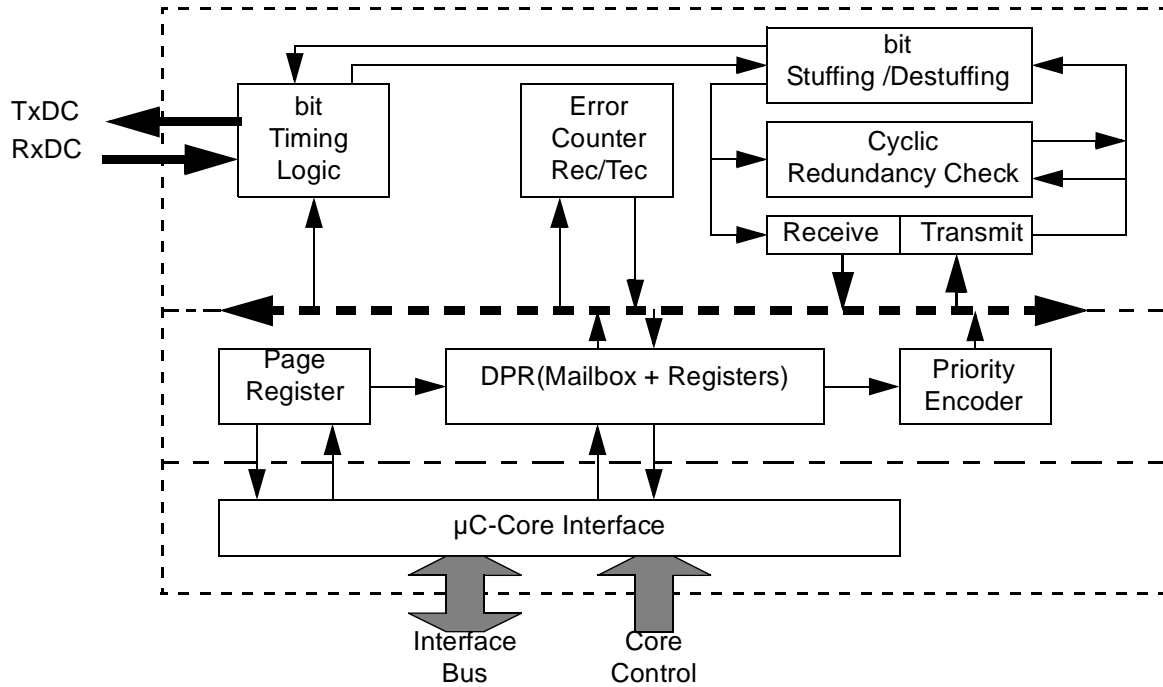 bit
Stuffing /Destuffing
TxDC
RxDC
bit
Timing
Logic
Error
Counter
Rec/Tec
Cyclic
Redundancy Check
Receive
Transmit
Page
Register
DPR(Mailbox + Registers)
Priority
Encoder
µC-Core Interface
Interface
Bus
Core
Control